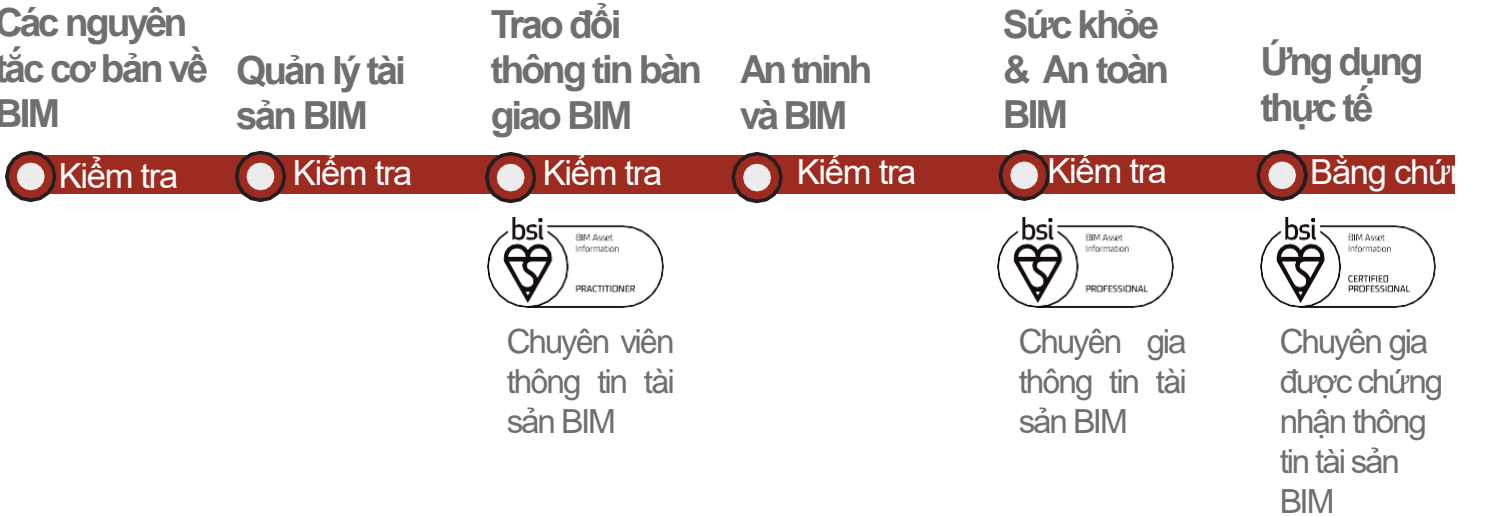 Các nguyên
tắc cơ bản về
BIM
Quản lý tài
sản BIM
Trao đổi
thông tin bàn
giao BIM
An tninh
và BIM
Sức khỏe
& An toàn
BIM
Ứng dụng
thực tế
Kiểm tra
Kiểm tra
Kiểm tra
Kiểm tra
Kiểm tra
Bằng chứn
bsi
BIM Asset
Information
PRACTITIONER
bsi
BIM Asset
Information
PROFESSIONAL
bsi
BIM Asset
Information
CERTIFIED
PROFESSIONAL
Chuyên viên
thông tin tài
sản BIM
Chuyên gia
thông tin tài
sản BIM
Chuyên gia
được chứng
nhận thông
tin tài sản
BIM